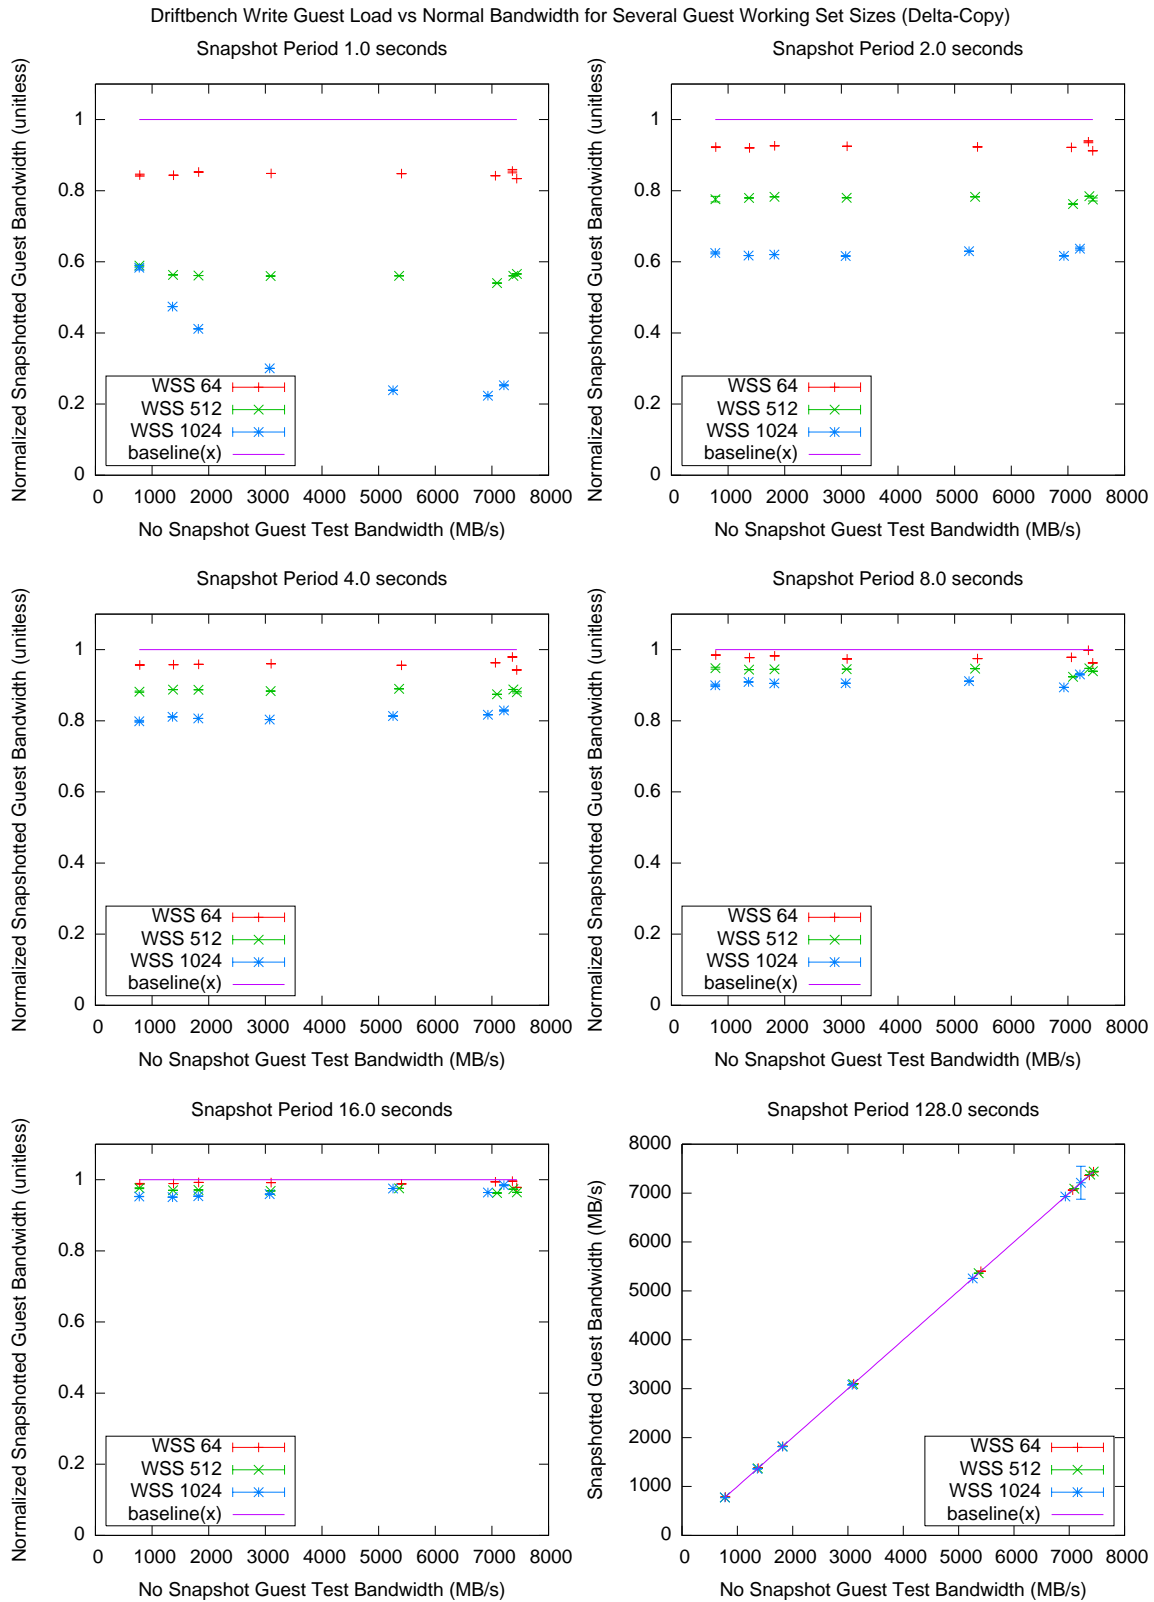 Driftbench Write Guest Load vs Normal Bandwidth for Several Guest Working Set Sizes (Delta-Copy)
Snapshot Period 1.0 seconds
Normalized Snapshotted Guest Bandwidth (unitless)
1
0.8
0.6
0.4
0.2
0
WSS 64
WSS 512
WSS 1024
baseline(x)
0 1000 2000 3000 4000 5000 6000 7000 8000
No Snapshot Guest Test Bandwidth (MB/s)
Snapshot Period 2.0 seconds
Normalized Snapshotted Guest Bandwidth (unitless)
1
0.8
0.6
0.4
0.2
0
WSS 64
WSS 512
WSS 1024
baseline(x)
0 1000 2000 3000 4000 5000 6000 7000 8000
No Snapshot Guest Test Bandwidth (MB/s)
Snapshot Period 4.0 seconds
Normalized Snapshotted Guest Bandwidth (unitless)
1
0.8
0.6
0.4
0.2
0
WSS 64
WSS 512
WSS 1024
baseline(x)
0 1000 2000 3000 4000 5000 6000 7000 8000
No Snapshot Guest Test Bandwidth (MB/s)
Snapshot Period 8.0 seconds
Normalized Snapshotted Guest Bandwidth (unitless)
1
0.8
0.6
0.4
0.2
0
WSS 64
WSS 512
WSS 1024
baseline(x)
0 1000 2000 3000 4000 5000 6000 7000 8000
No Snapshot Guest Test Bandwidth (MB/s)
Snapshot Period 16.0 seconds
Normalized Snapshotted Guest Bandwidth (unitless)
1
0.8
0.6
0.4
0.2
0
WSS 64
WSS 512
WSS 1024
baseline(x)
0 1000 2000 3000 4000 5000 6000 7000 8000
No Snapshot Guest Test Bandwidth (MB/s)
Snapshot Period 128.0 seconds
Snapshotted Guest Bandwidth (MB/s)
8000
7000
6000
5000
4000
3000
2000
1000
0
WSS 64
WSS 512
WSS 1024
baseline(x)
0 1000 2000 3000 4000 5000 6000 7000 8000
No Snapshot Guest Test Bandwidth (MB/s)